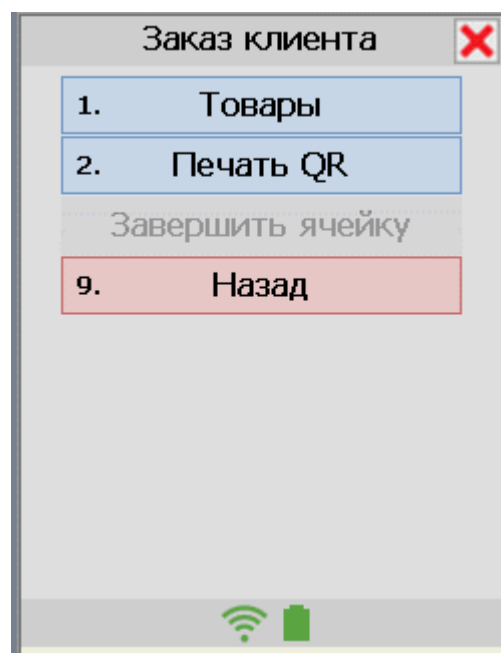 Заказ клиента
1. Товары
2. Печать QR
Завершить ячейку
9. Назад